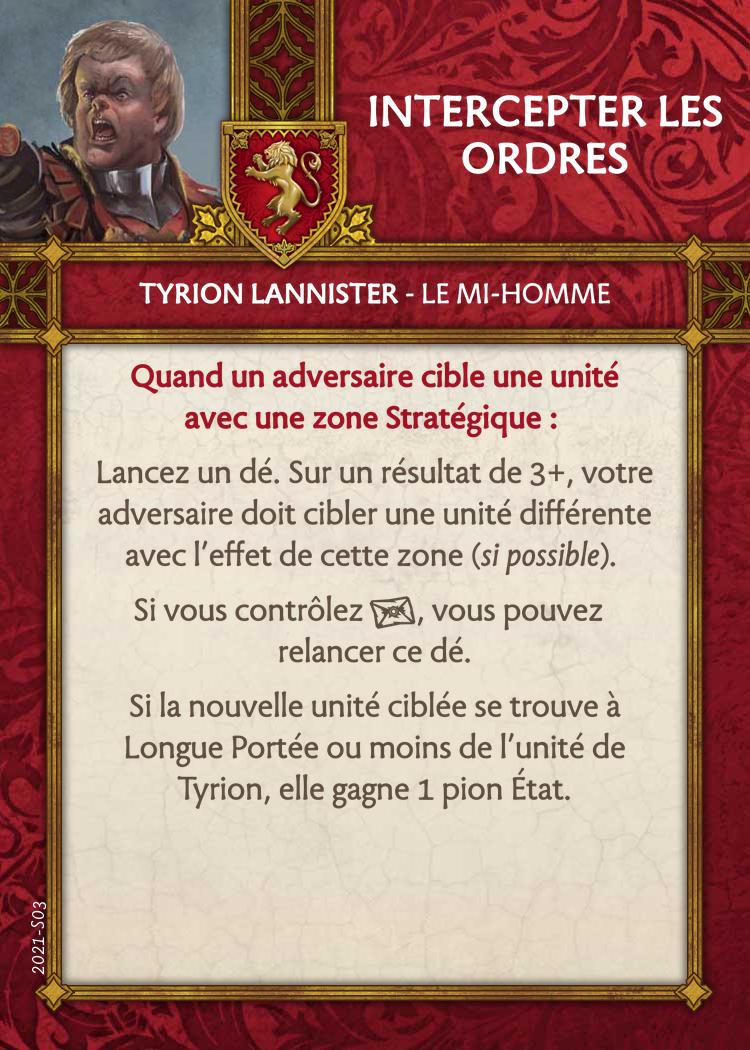 INTERCEPTER LES
ORDRES
TYRION LANNISTER - LE MI-HOMME
Quand un adversaire cible une unité
avec une zone Stratégique :
Lancez un dé. Sur un résultat de 3+, votre
adversaire doit cibler une unité différente
avec l'effet de cette zone (si possible).
Si vous contrôlez , vous pouvez
relancer ce dé.
Si la nouvelle unité ciblée se trouve à
Longue Portée ou moins de l'unité de
Tyrion, elle gagne 1 pion État.
2021-S03